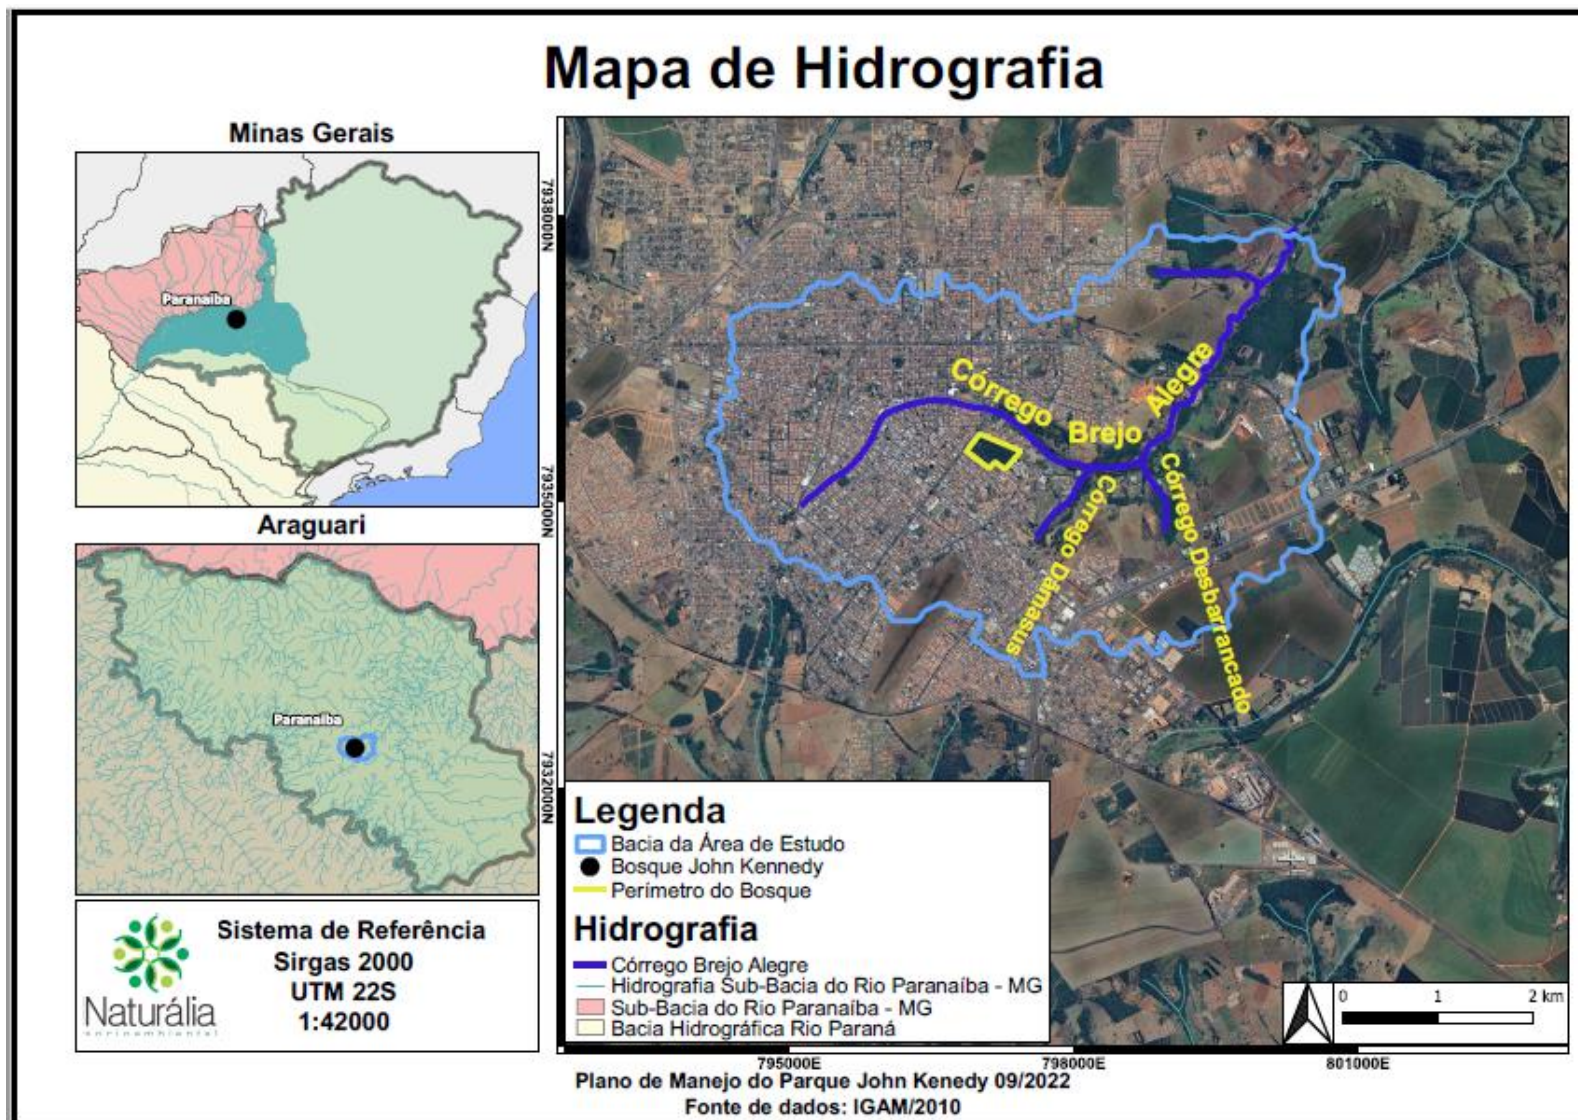 Mapa de Hidrografia
Minas Gerais
Paranaíba
Araguari
Paranaíba
Naturália
socioambiental
Sistema de Referência
Sirgas 2000
UTM 22S
1:42000
7938000N
7935000N
7932000N
Córrego Brejo Alegre
Córrego Dâmasus
Córrego Desbarrancado
Legenda
Bacia da Área de Estudo
Bosque John Kennedy
Perímetro do Bosque
Hidrografia
Córrego Brejo Alegre
Hidrografia Sub-Bacia do Rio Paranaíba - MG
Sub-Bacia do Rio Paranaíba - MG
Bacia Hidrográfica Rio Paraná
0 1 2 km
795000E 798000E 801000E
Plano de Manejo do Parque John Kenedy 09/2022
Fonte de dados: IGAM/2010